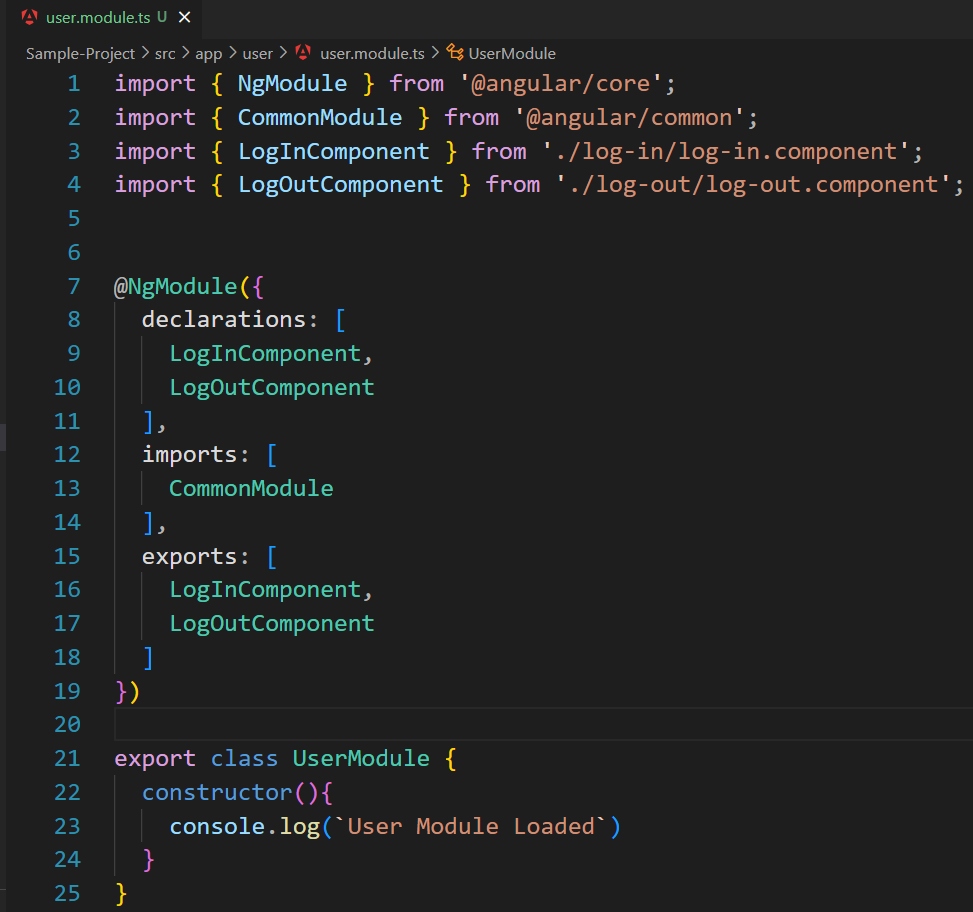 user.module.ts U ×
Sample-Project > src > app > user > user.module.ts > UserModule
1 import { NgModule } from '@angular/core';
2 import { CommonModule } from '@angular/common';
3 import { LogInComponent } from './log-in/log-in.component';
4 import { LogOutComponent } from './log-out/log-out.component';
5
6
7 @NgModule({
8   declarations: [
9     LogInComponent,
10     LogOutComponent
11   ],
12   imports: [
13     CommonModule
14   ],
15   exports: [
16     LogInComponent,
17     LogOutComponent
18   ]
19 })
20
21 export class UserModule {
22   constructor(){
23     console.log(`User Module Loaded`)
24   }
25 }